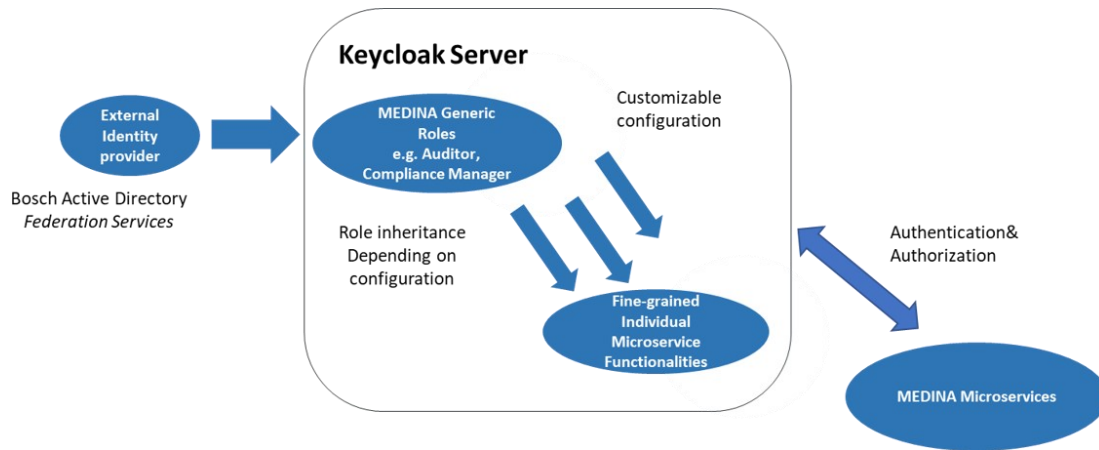 Keycloak Server
External
Identity
provider
Bosch Active Directory
Federation Services
MEDINA Generic
Roles
e.g. Auditor,
Compliance Manager
Customizable
configuration
Role inheritance
Depending on
configuration
Fine-grained
Individual
Microservice
Functionalities
Authentication&
Authorization
MEDINA Microservices